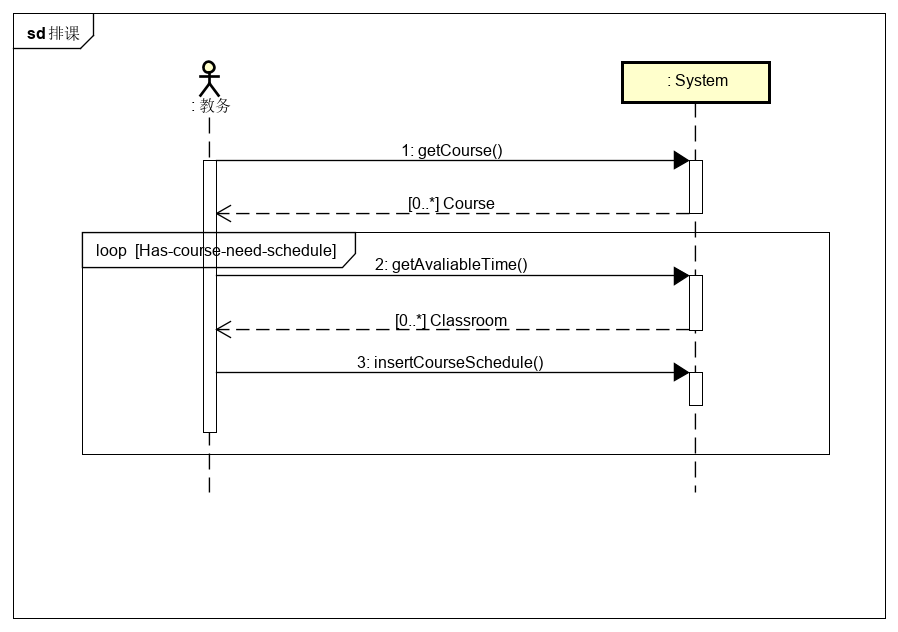 sd 排课
: 教务
: System
1: getCourse()
[0..*] Course
loop [Has-course-need-schedule]
2: getAvaliableTime()
[0..*] Classroom
3: insertCourseSchedule()